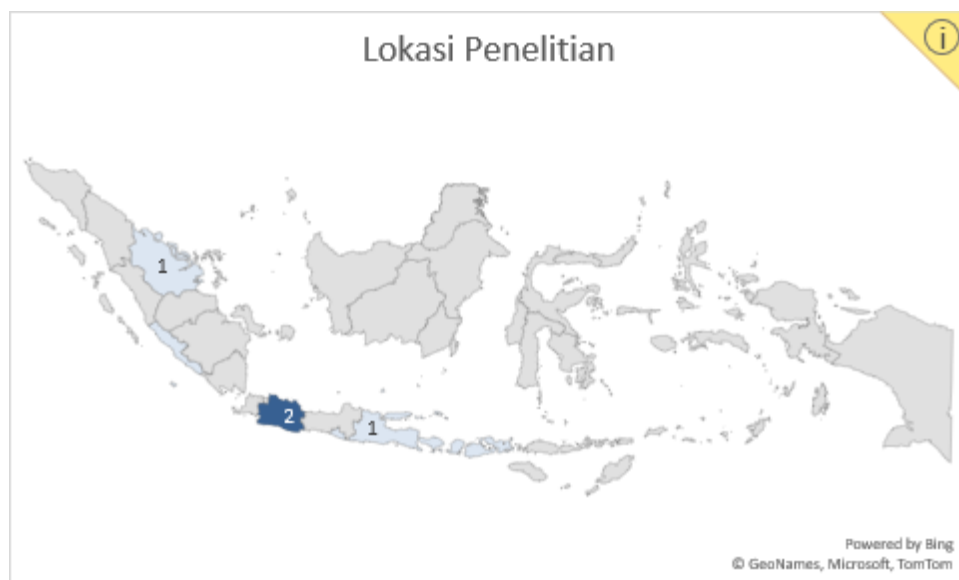 Lokasi Penelitian
i
1
2
1
Powered by Bing
© GeoNames, Microsoft, TomTom